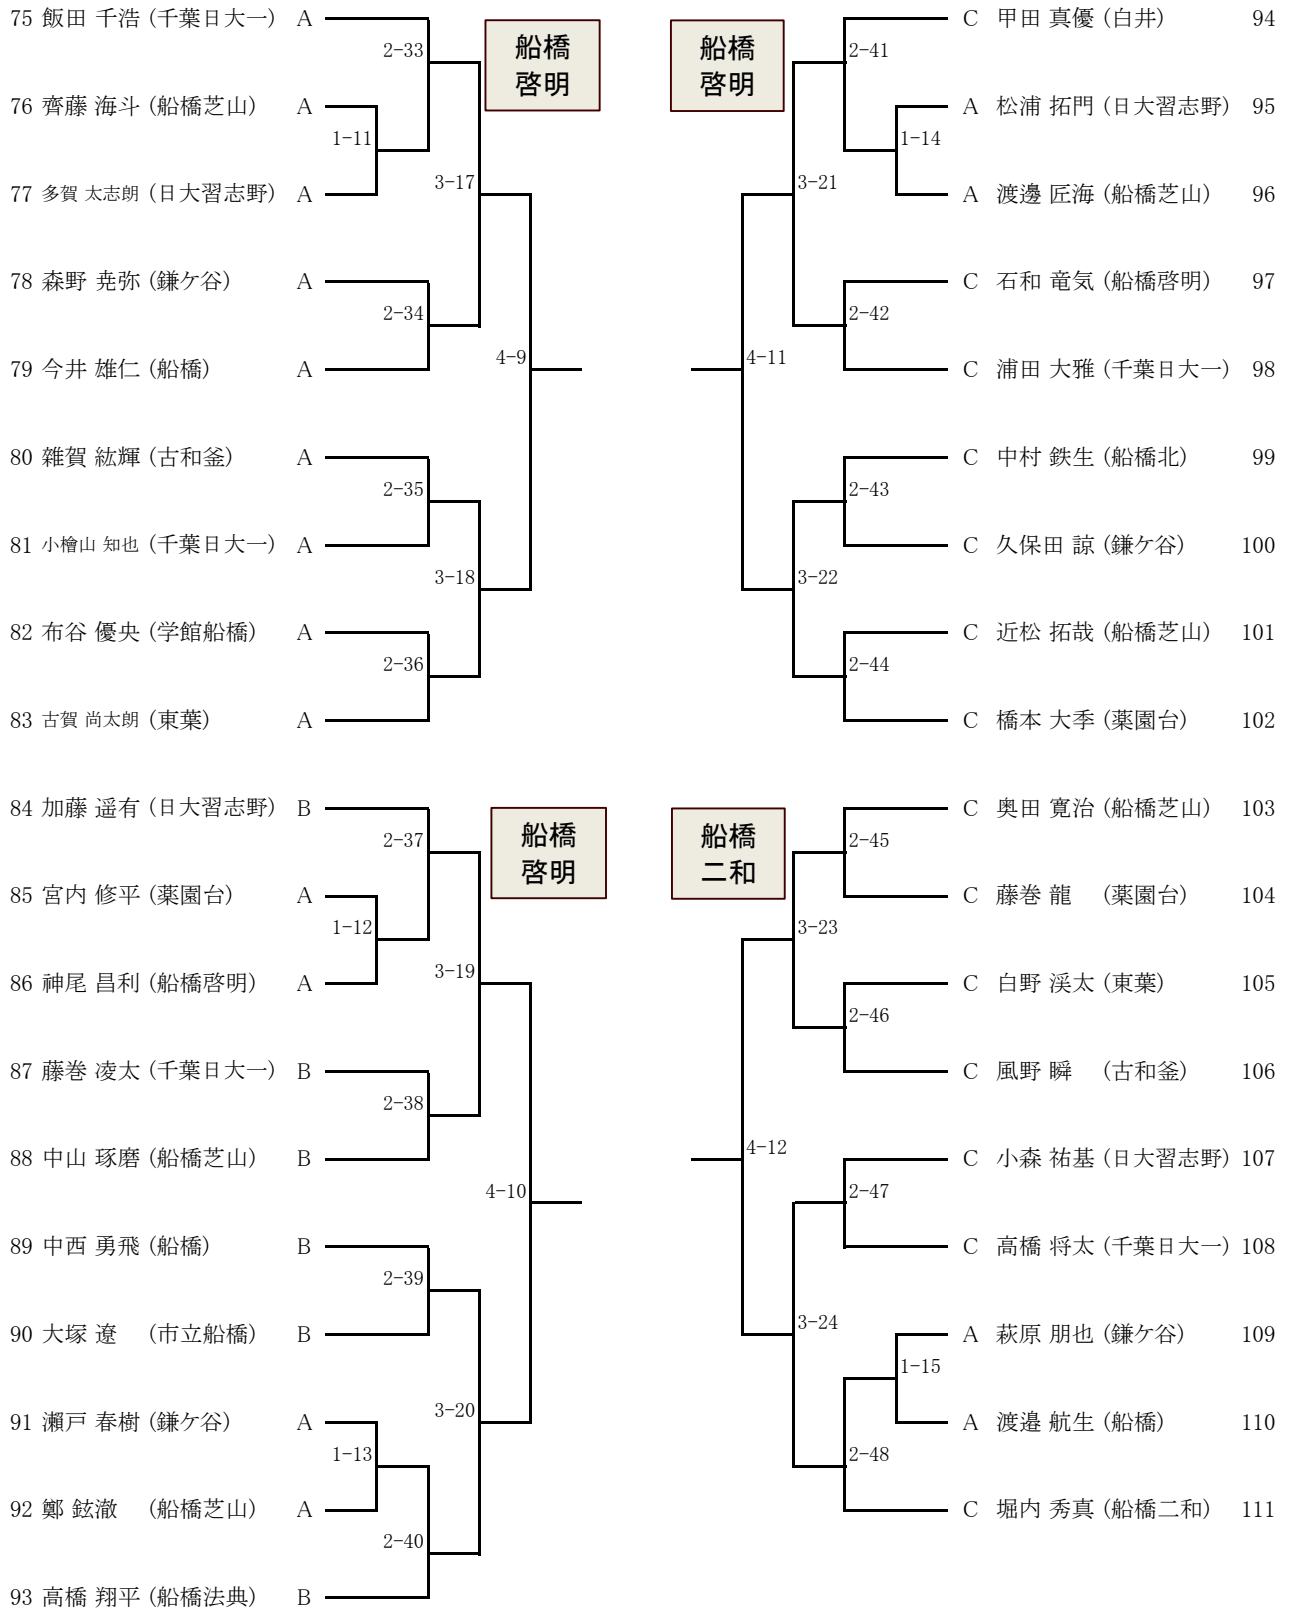 75 飯田 千浩 (千葉日大一) A
2-33
76 齊藤 海斗 (船橋芝山) A
1-11
77 多賀 太志朗 (日大習志野) A
3-17
78 森野 尭弥 (鎌ケ谷) A
2-34
79 今井 雄仁 (船橋) A
4-9
80 雑賀 紘輝 (古和釜) A
2-35
81 小檜山 知也 (千葉日大一) A
3-18
82 布谷 優央 (学館船橋) A
2-36
83 古賀 尚太朗 (東葉) A
船橋
啓明
84 加藤 遥有 (日大習志野) B
2-37
85 宮内 修平 (薬園台) A
1-12
86 神尾 昌利 (船橋啓明) A
3-19
87 藤巻 凌太 (千葉日大一) B
2-38
88 中山 琢磨 (船橋芝山) B
4-10
89 中西 勇飛 (船橋) B
2-39
90 大塚 遼 (市立船橋) B
3-20
91 瀬戸 春樹 (鎌ケ谷) A
1-13
92 鄭 鉉澈 (船橋芝山) A
2-40
93 高橋 翔平 (船橋法典) B
船橋
啓明
船橋
啓明
C 甲田 真優 (白井) 94
2-41
A 松浦 拓門 (日大習志野) 95
1-14
A 渡邊 匠海 (船橋芝山) 96
3-21
C 石和 竜気 (船橋啓明) 97
2-42
C 浦田 大雅 (千葉日大一) 98
4-11
C 中村 鉄生 (船橋北) 99
2-43
C 久保田 諒 (鎌ケ谷) 100
3-22
C 近松 拓哉 (船橋芝山) 101
2-44
C 橋本 大季 (薬園台) 102
船橋
二和
C 奥田 寛治 (船橋芝山) 103
2-45
C 藤巻 龍 (薬園台) 104
3-23
C 白野 渓太 (東葉) 105
2-46
C 風野 瞬 (古和釜) 106
4-12
C 小森 祐基 (日大習志野) 107
2-47
C 高橋 将太 (千葉日大一) 108
3-24
A 萩原 朋也 (鎌ケ谷) 109
1-15
A 渡邉 航生 (船橋) 110
2-48
C 堀内 秀真 (船橋二和) 111